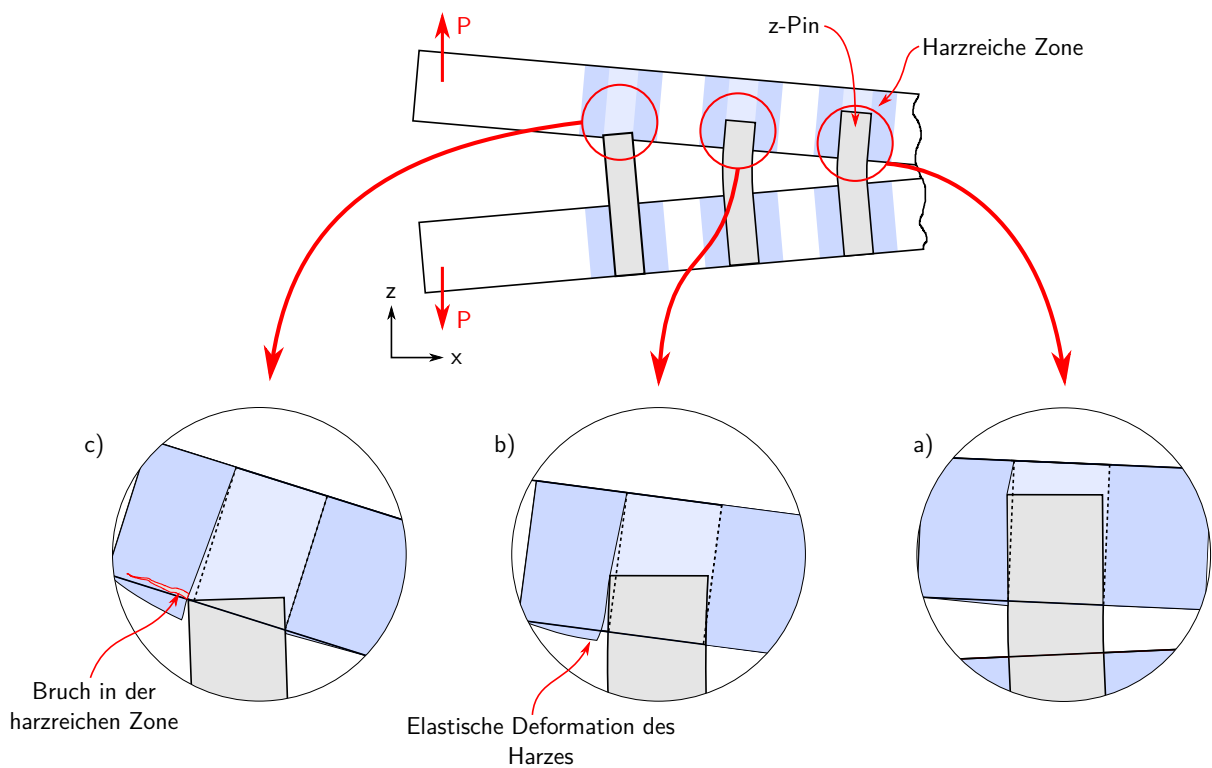 P
z-Pin
Harzreiche Zone
z
P
x
c)
b)
a)
Bruch in der
harzreichen Zone
Elastische Deformation des
Harzes